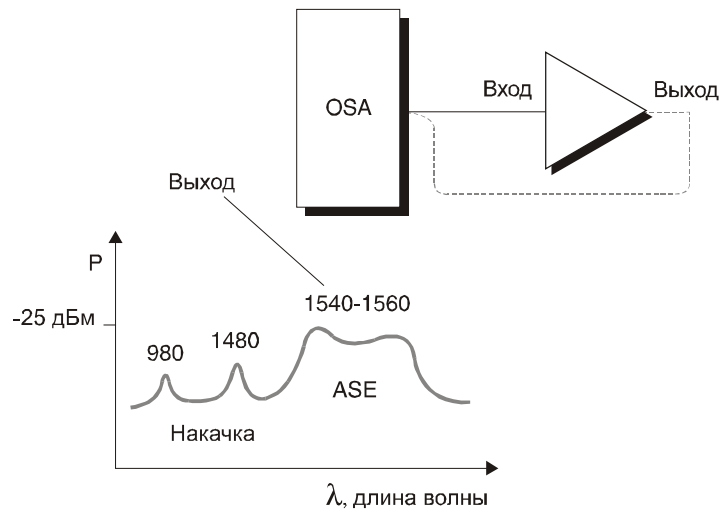 OSA
Вход
Выход
Выход
P
-25 дБм
1540-1560
980
1480
ASE
Накачка
λ, длина волны